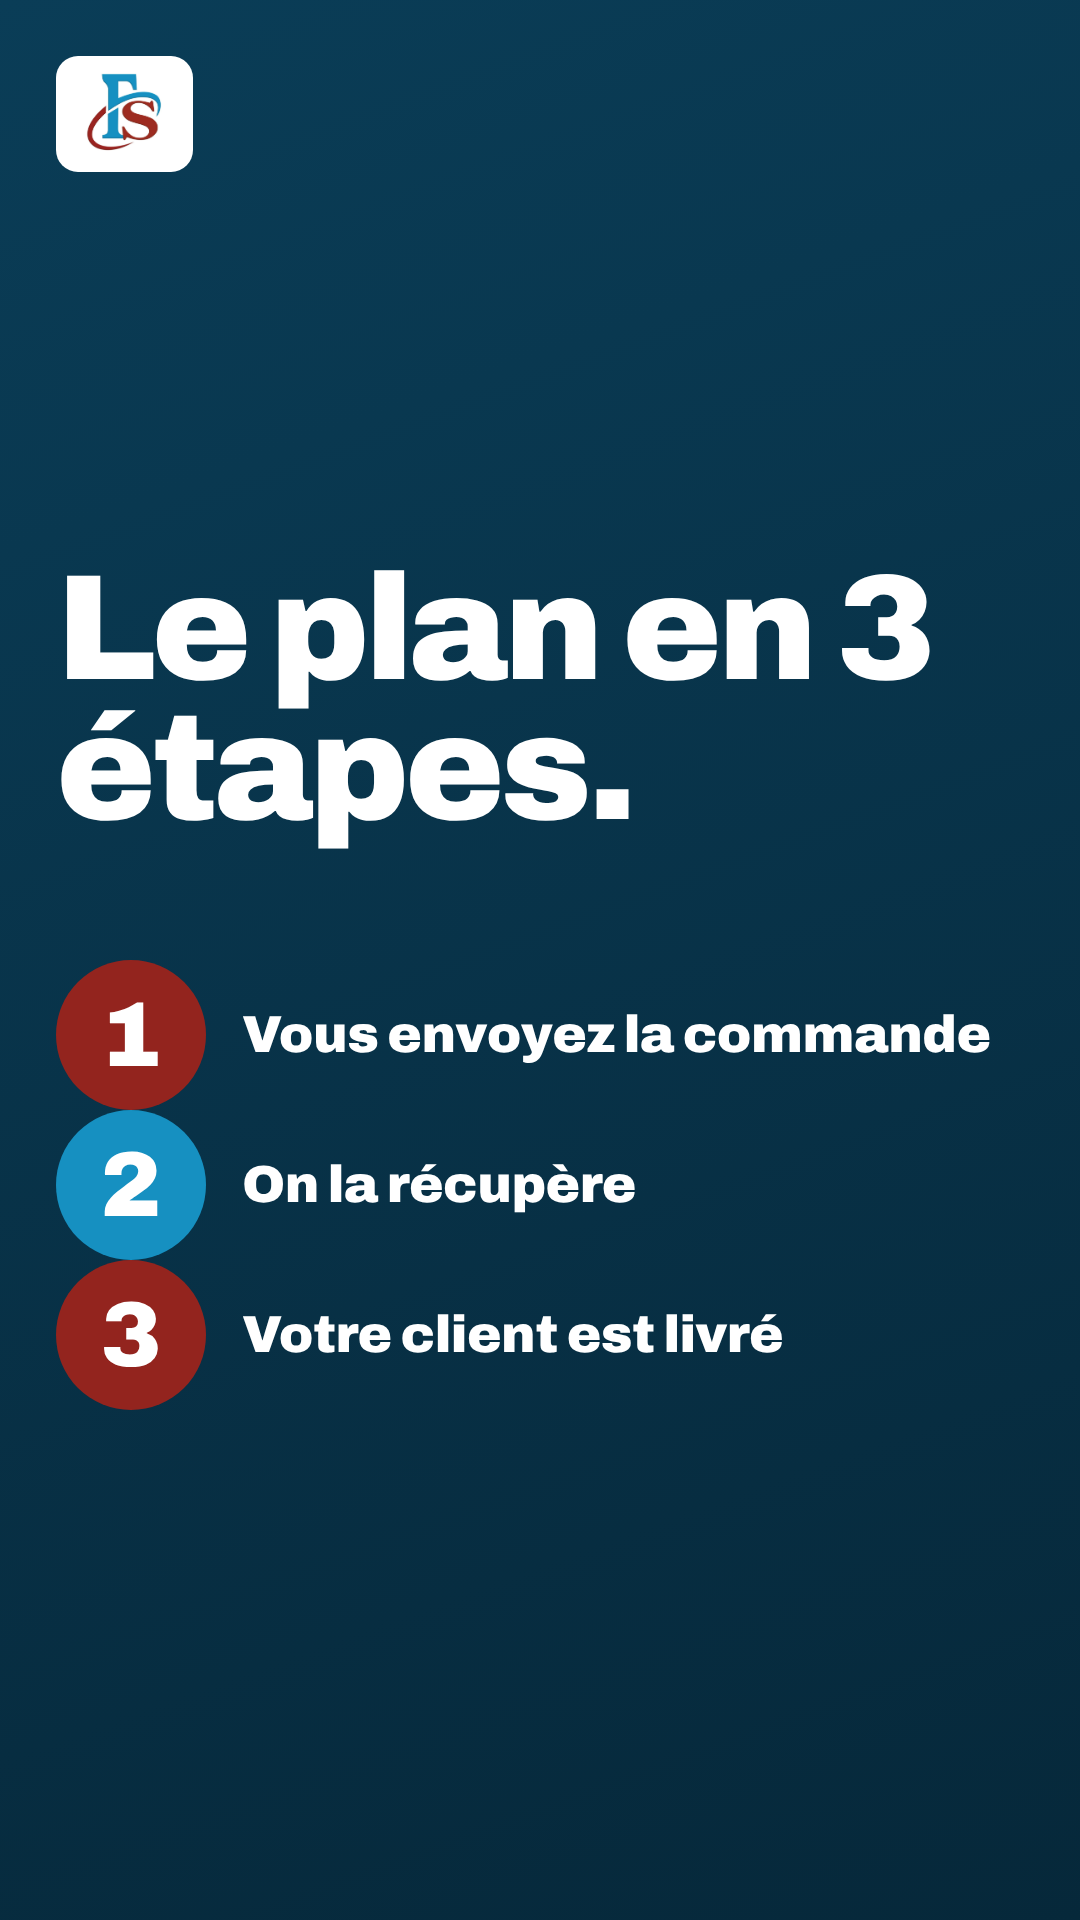 FS
Le plan en 3
étapes.
1 Vous envoyez la commande
2 On la récupère
3 Votre client est livré